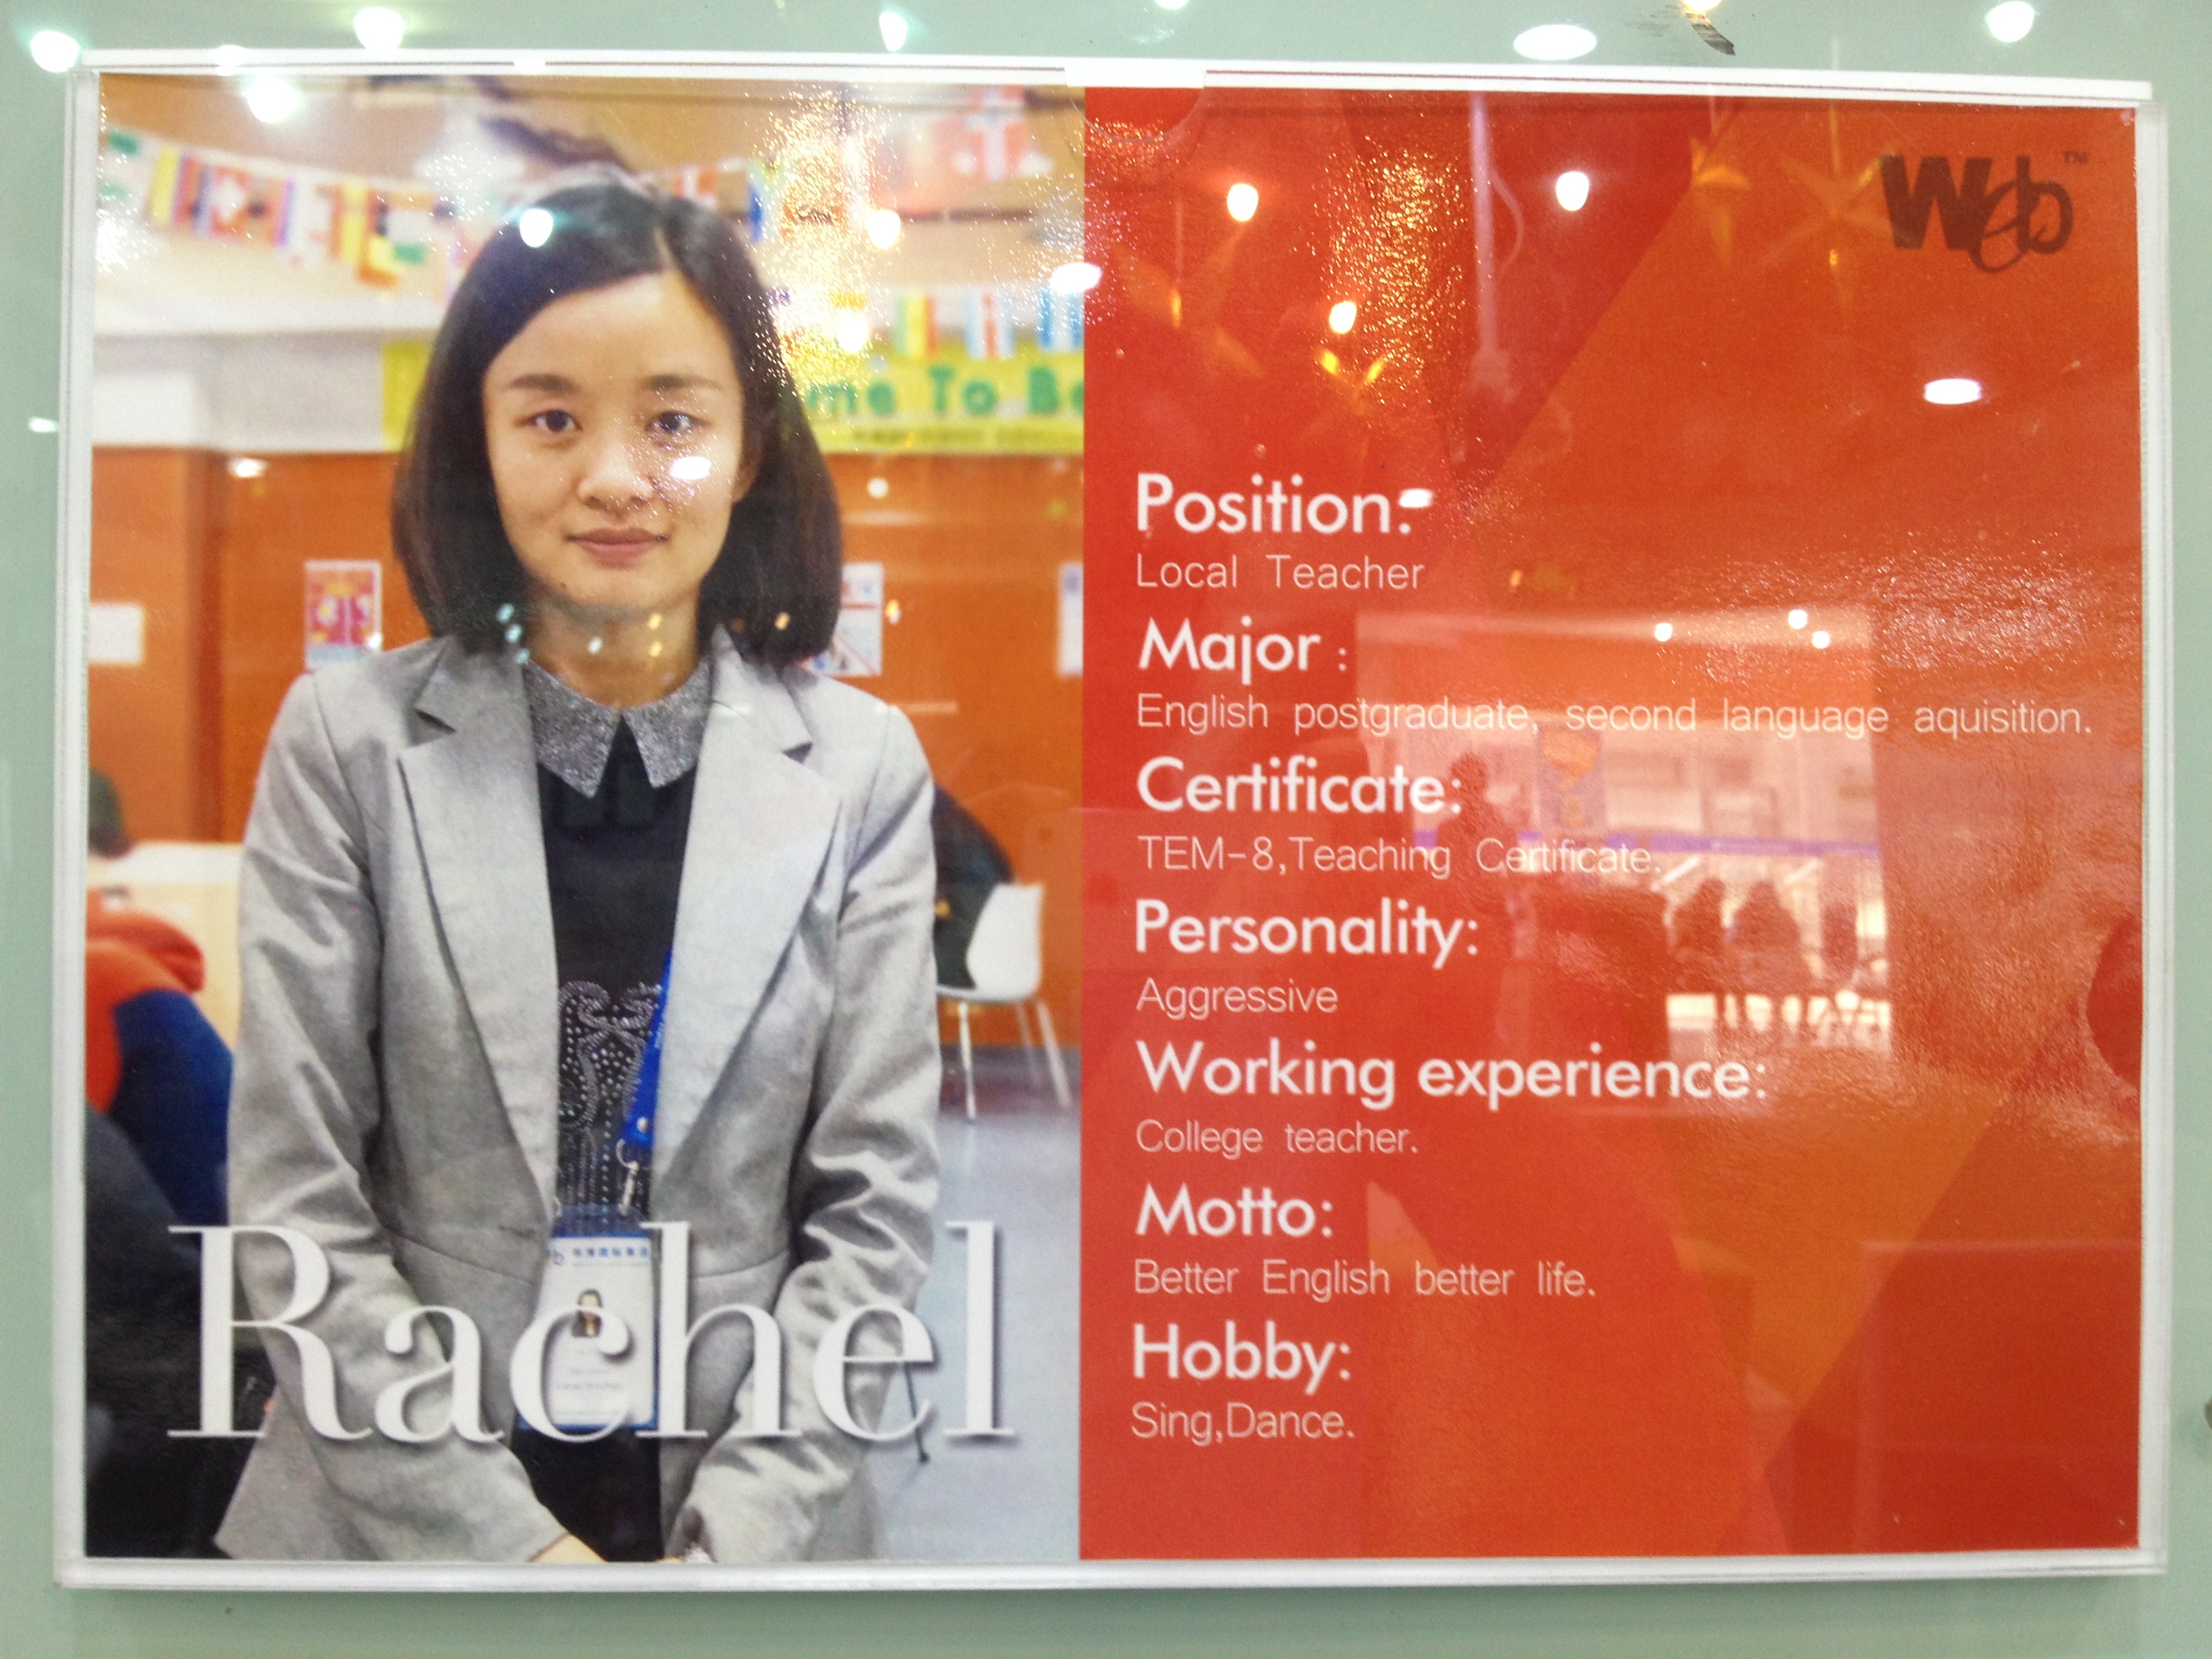 Web™
me To Be
Position:
Local Teacher
Major :
English postgraduate, second language aquisition.
Certificate:
TEM-8,Teaching Certificate.
Personality:
Aggressive
Working experience:
College teacher.
Motto:
Better English better life.
Hobby:
Sing,Dance.
Rachel